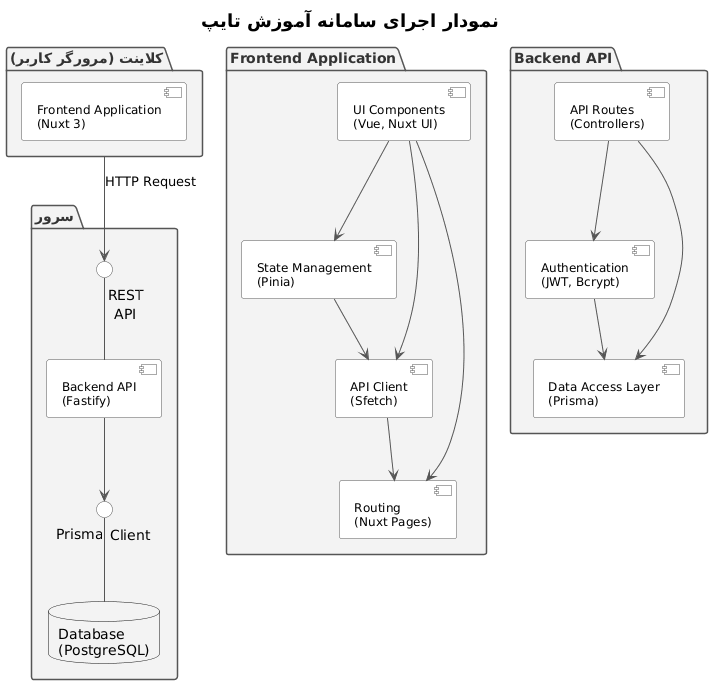 نمودار اجرای سامانه آموزش تایپ
کلاینت (مرورگر کاربر)
Frontend Application
(Nuxt 3)
HTTP Request
سرور
REST
API
Backend API
(Fastify)
Prisma Client
Database
(PostgreSQL)
Frontend Application
UI Components
(Vue, Nuxt UI)
State Management
(Pinia)
API Client
(Sfetch)
Routing
(Nuxt Pages)
Backend API
API Routes
(Controllers)
Authentication
(JWT, Bcrypt)
Data Access Layer
(Prisma)